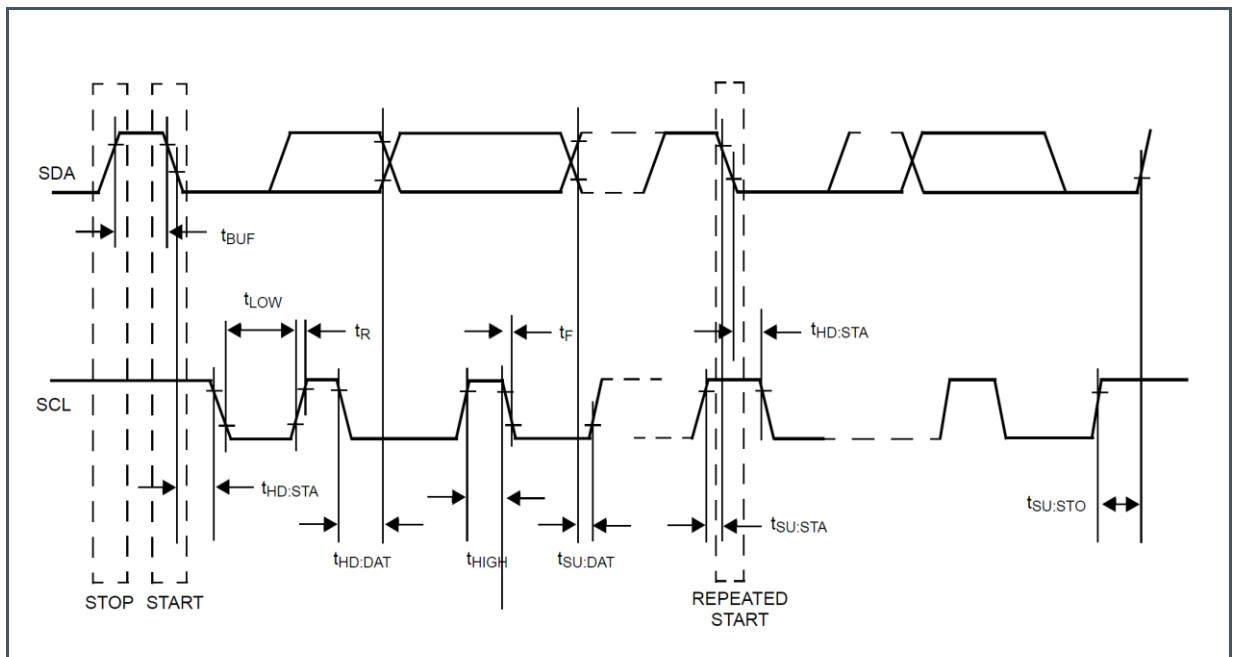 SDA
tBUF
tLOW
tR
tF
tHD:STA
SCL
tHD:STA
tSU:STO
tSU:STA
tHD:DAT
tHIGH
tSU:DAT
STOP START
REPEATED
START